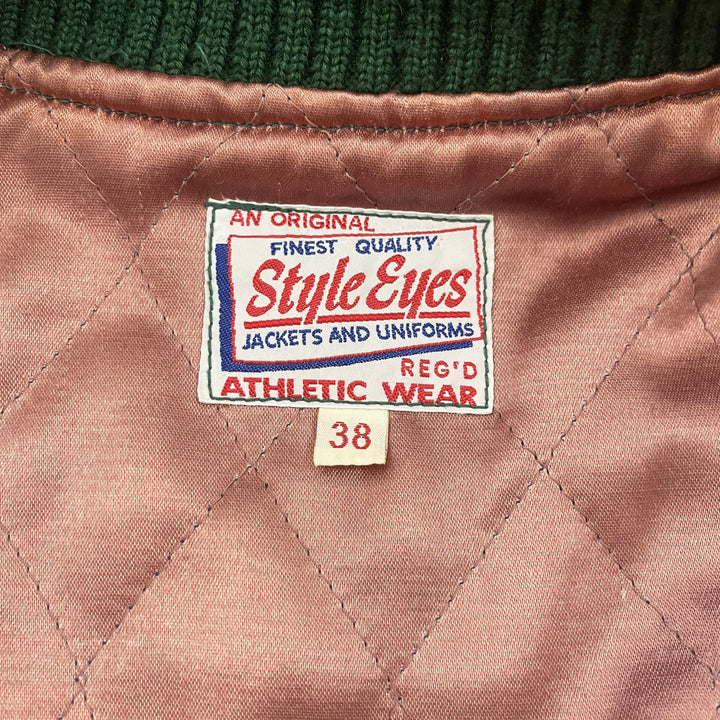 AN ORIGINAL
FINEST QUALITY
Style Eyes
JACKETS AND UNIFORMS
REG'D
ATHLETIC WEAR
38